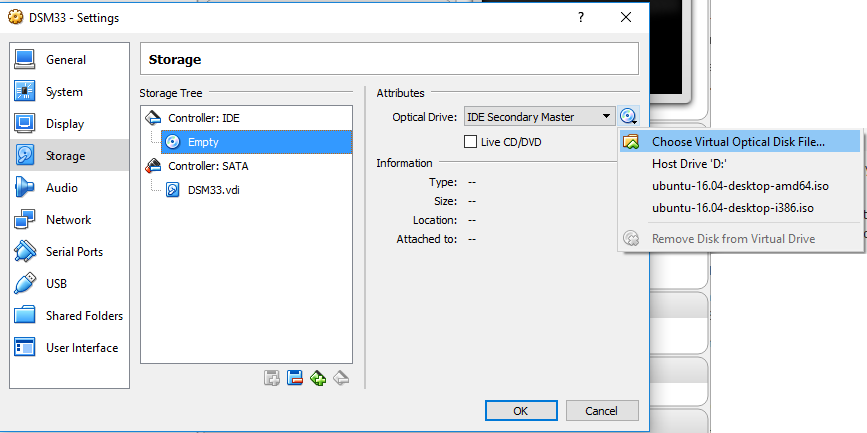 DSM33 - Settings
General
System
Display
Storage
Audio
Network
Serial Ports
USB
Shared Folders
User Interface
Storage
Storage Tree
Controller: IDE
Empty
Controller: SATA
DSM33.vdi
Attributes
Optical Drive: IDE Secondary Master
Live CD/DVD
Information
Type: --
Size: --
Location: --
Attached to: --
Choose Virtual Optical Disk File...
Host Drive 'D:'
ubuntu-16.04-desktop-amd64.iso
ubuntu-16.04-desktop-i386.iso
Remove Disk from Virtual Drive
OK Cancel